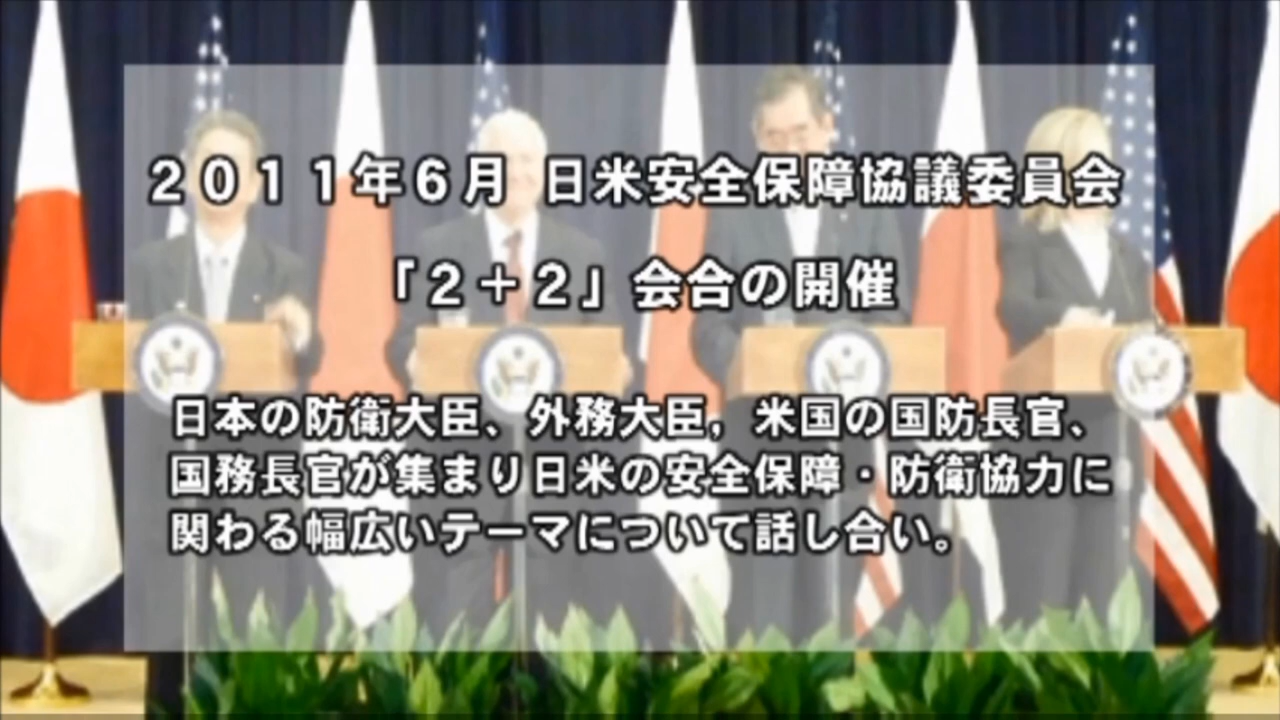 ２０１１年６月 日米安全保障協議委員会
「２＋２」会合の開催
日本の防衛大臣、外務大臣，米国の国防長官、
国務長官が集まり日米の安全保障・防衛協力に
関わる幅広いテーマについて話し合い。